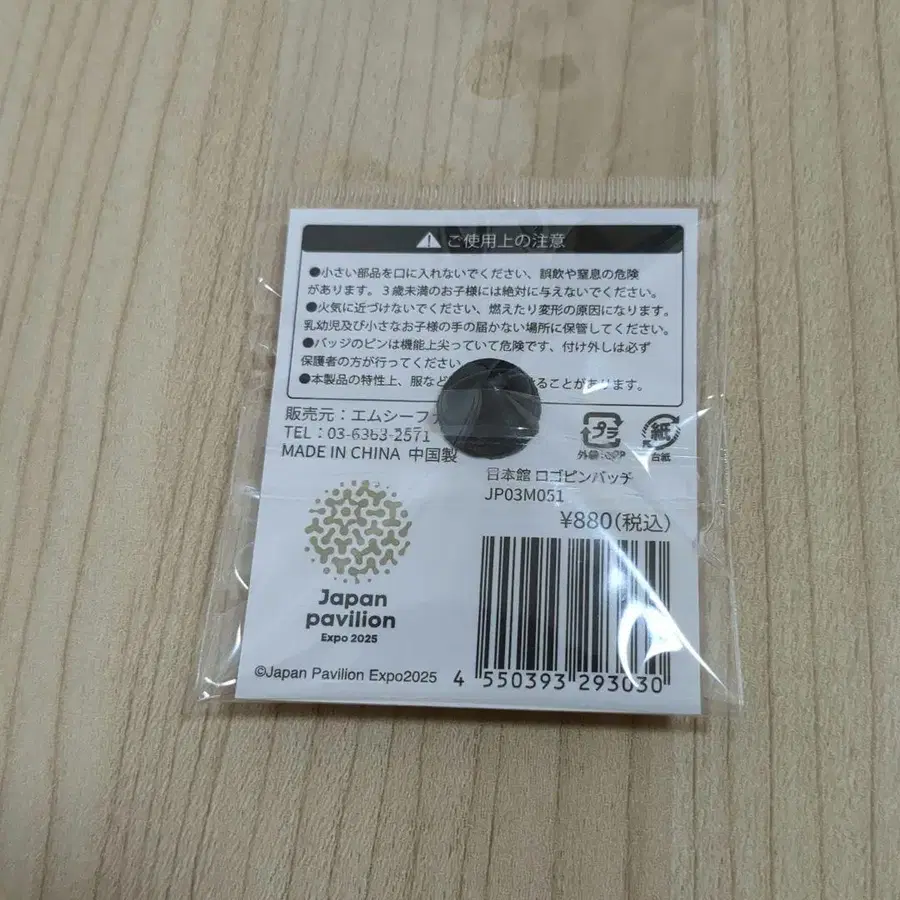 ご使用上の注意
●小さい部品を口に入れないでください、誤飲や窒息の危険
があります。3歳未満のお子様には絶対に与えないでください。
●火気に近づけないでください、燃えたり変形の原因になります。
乳幼児及び小さなお子様の手の届かない場所に保管してください。
●バッジのピンは機能上尖っていて危険です、付け外しは必ず
保護者の方が行ってください
●本製品の特性上、服など ることがあります。
販売元:エムシーファ
TEL:03-6363-2571
MADE IN CHINA 中国製
プラ
外袋:OPP
紙
台紙
日本館 ロゴピンバッチ
JP03M051
¥880(税込)
Japan
pavilion
Expo 2025
©Japan Pavilion Expo2025
4 550393 293030